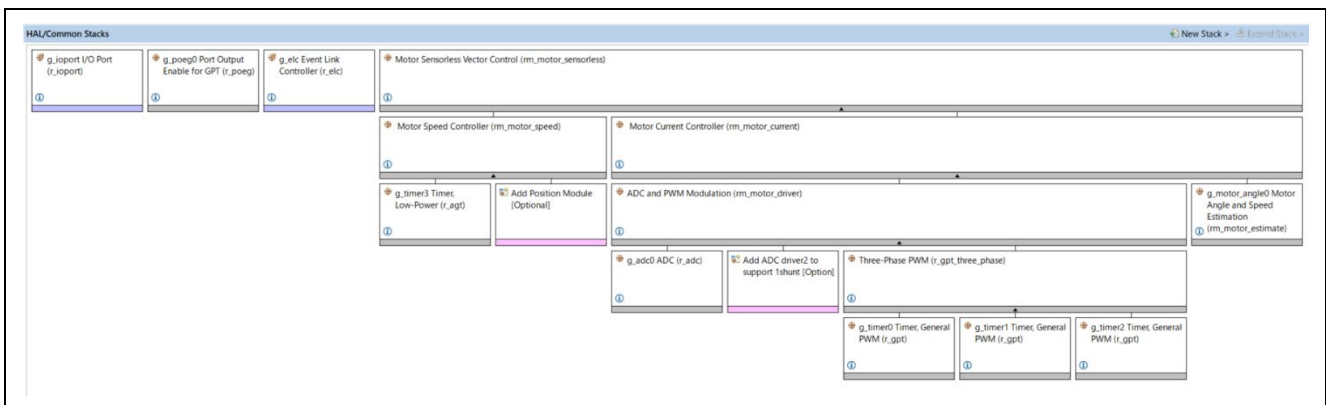 HAL/Common Stacks
New Stack >
Extend Stack >
g_ioport I/O Port
(r_ioport)
g_poeg0 Port Output
Enable for GPT (r_poeg)
g_elc Event Link
Controller (r_elc)
Motor Sensorless Vector Control (rm_motor_sensorless)
Motor Speed Controller (rm_motor_speed)
Motor Current Controller (rm_motor_current)
g_timer3 Timer,
Low-Power (r_agt)
Add Position Module
[Optional]
ADC and PWM Modulation (rm_motor_driver)
g_motor_angle0 Motor
Angle and Speed
Estimation
(rm_motor_estimate)
g_adc0 ADC (r_adc)
Add ADC driver2 to
support 1shunt [Option]
Three-Phase PWM (r_gpt_three_phase)
g_timer0 Timer, General
PWM (r_gpt)
g_timer1 Timer, General
PWM (r_gpt)
g_timer2 Timer, General
PWM (r_gpt)